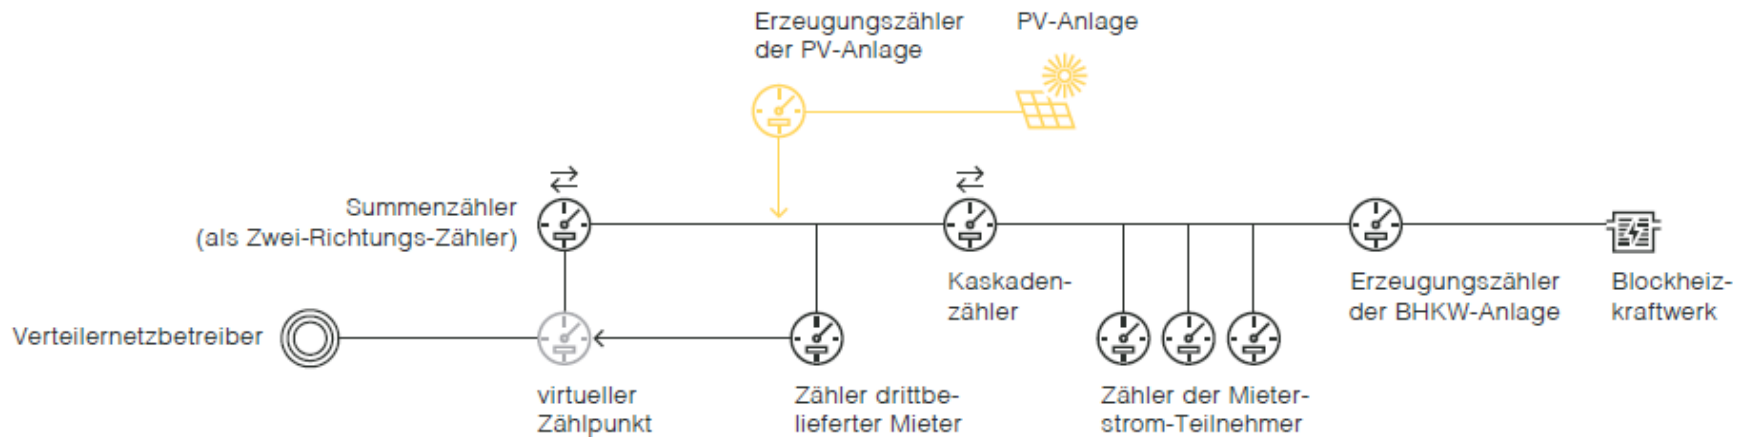 Erzeugungszähler
der PV-Anlage
PV-Anlage
Summenzähler
(als Zwei-Richtungs-Zähler)
Kaskaden-
zähler
Erzeugungszähler
der BHKW-Anlage
Blockheiz-
kraftwerk
Verteilernetzbetreiber
virtueller
Zählpunkt
Zähler drittbe-
lieferter Mieter
Zähler der Mieter-
strom-Teilnehmer